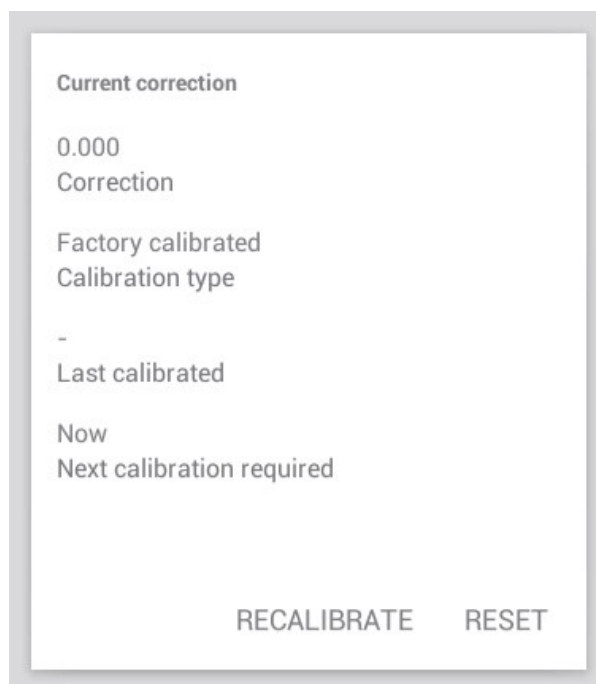 Current correction
0.000
Correction
Factory calibrated
Calibration type
-
Last calibrated
Now
Next calibration required
RECALIBRATE RESET